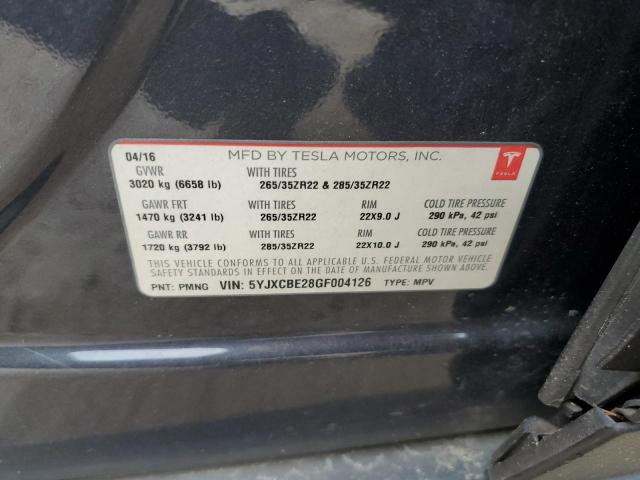 04/16 MFD BY TESLA MOTORS, INC.
GVWR WITH TIRES
3020 kg (6658 lb) 265/35ZR22 & 285/35ZR22
GAWR FRT WITH TIRES RIM COLD TIRE PRESSURE
1470 kg (3241 lb) 265/35ZR22 22X9.0 J 290 kPa, 42 psi
GAWR RR WITH TIRES RIM COLD TIRE PRESSURE
1720 kg (3792 lb) 285/35ZR22 22X10.0 J 290 kPa, 42 psi
THIS VEHICLE CONFORMS TO ALL APPLICABLE U.S. FEDERAL MOTOR VEHICLE
SAFETY STANDARDS IN EFFECT ON THE DATE OF MANUFACTURE SHOWN ABOVE.
PNT: PMNG VIN: 5YJXCBE28GF004126 TYPE: MPV
TESLA